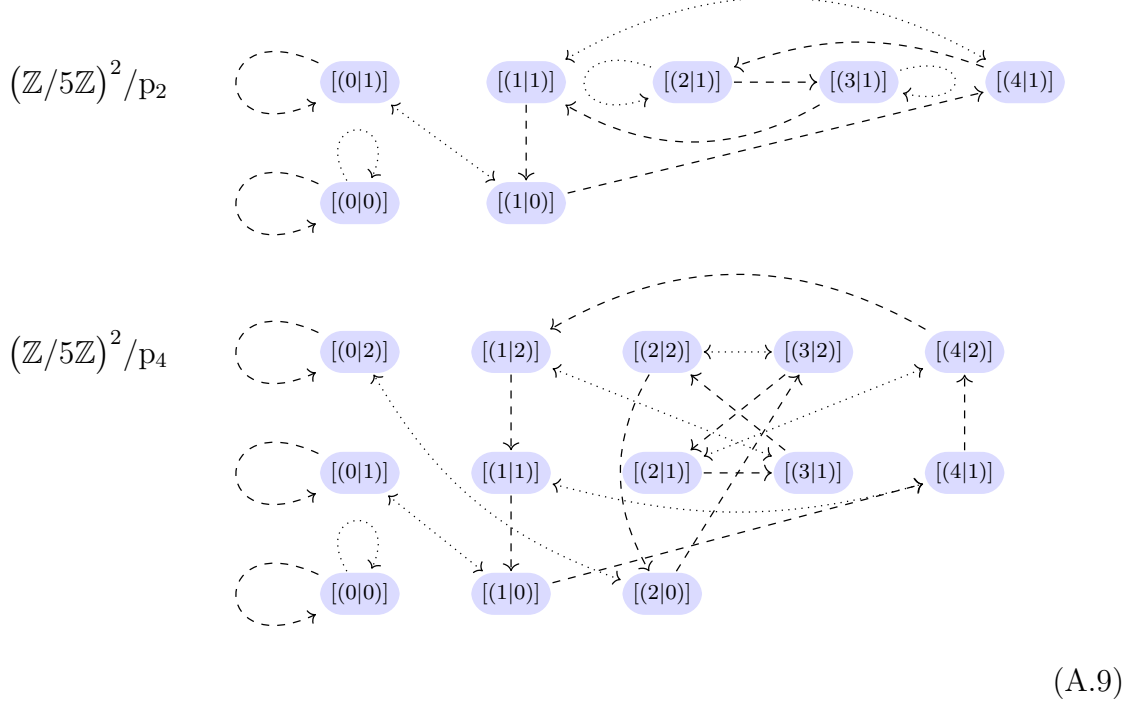 (ℤ/5ℤ)²/p₂ [(0|1)] [(1|1)] [(2|1)] [(3|1)] [(4|1)]
[(0|0)] [(1|0)]
(ℤ/5ℤ)²/p₄ [(0|2)] [(1|2)] [(2|2)] [(3|2)] [(4|2)]
[(0|1)] [(1|1)] [(2|1)] [(3|1)] [(4|1)]
[(0|0)] [(1|0)] [(2|0)]
(A.9)